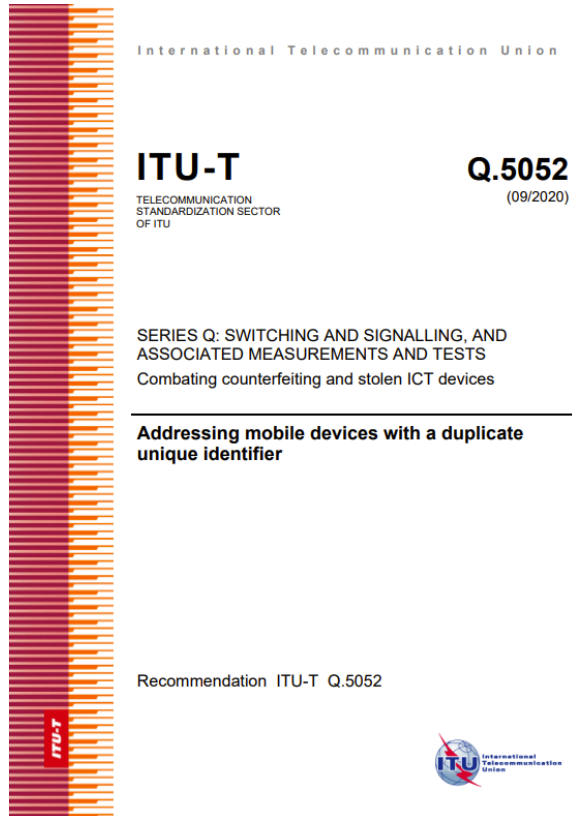 International Telecommunication Union
ITU-T
Q.5052
TELECOMMUNICATION
STANDARDIZATION SECTOR
OF ITU
(09/2020)
SERIES Q: SWITCHING AND SIGNALLING, AND
ASSOCIATED MEASUREMENTS AND TESTS
Combating counterfeiting and stolen ICT devices
Addressing mobile devices with a duplicate
unique identifier
Recommendation ITU-T Q.5052
ITU-T
ITU
International
Telecommunication
Union